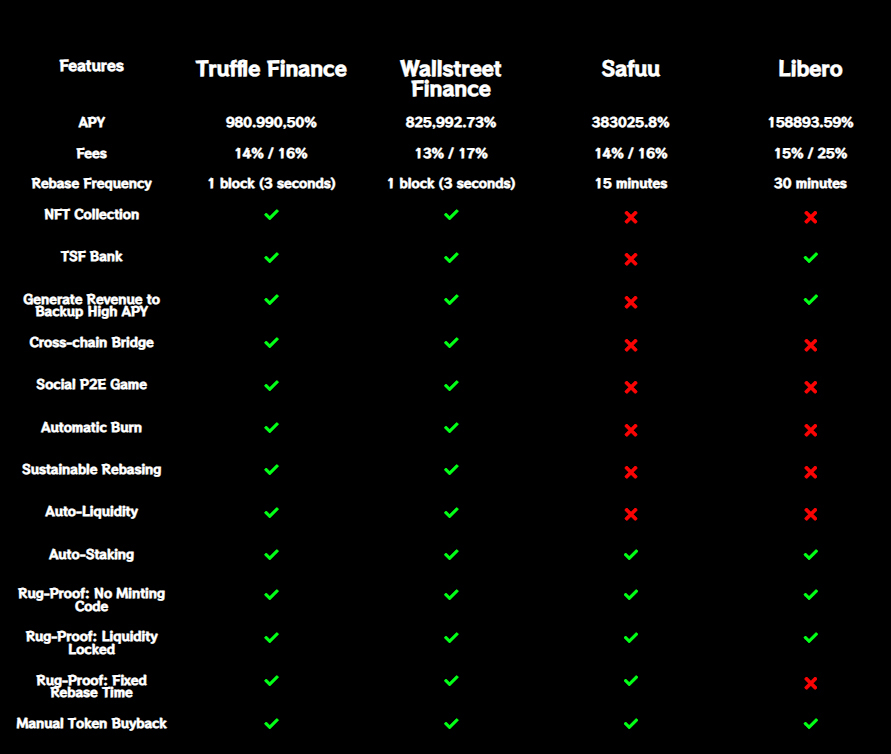 Features Truffle Finance Wallstreet Finance Safuu Libero
APY 980.990,50% 825,992.73% 383025.8% 158893.59%
Fees 14% / 16% 13% / 17% 14% / 16% 15% / 25%
Rebase Frequency 1 block (3 seconds) 1 block (3 seconds) 15 minutes 30 minutes
NFT Collection
TSF Bank
Generate Revenue to
Backup High APY
Cross-chain Bridge
Social P2E Game
Automatic Burn
Sustainable Rebasing
Auto-Liquidity
Auto-Staking
Rug-Proof: No Minting
Code
Rug-Proof: Liquidity
Locked
Rug-Proof: Fixed
Rebase Time
Manual Token Buyback